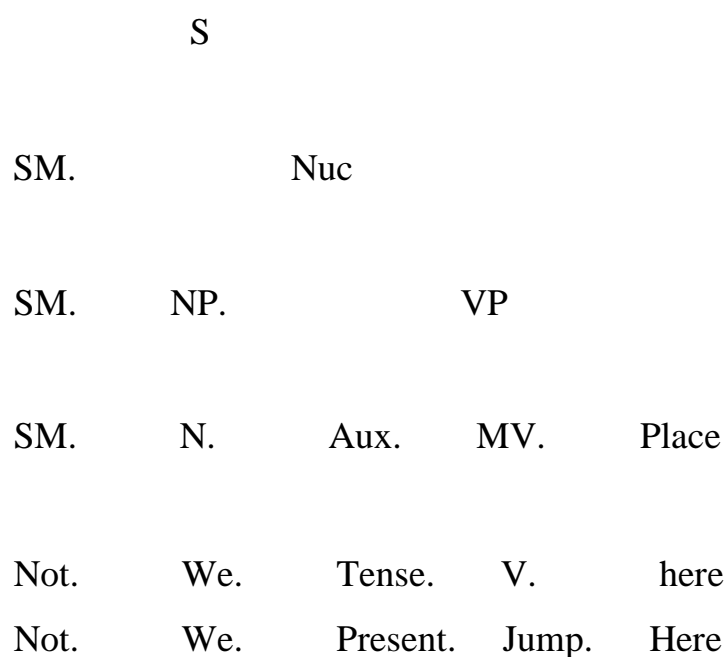 S
SM. Nuc
SM. NP. VP
SM. N. Aux. MV. Place
Not. We. Tense. V. here
Not. We. Present. Jump. Here